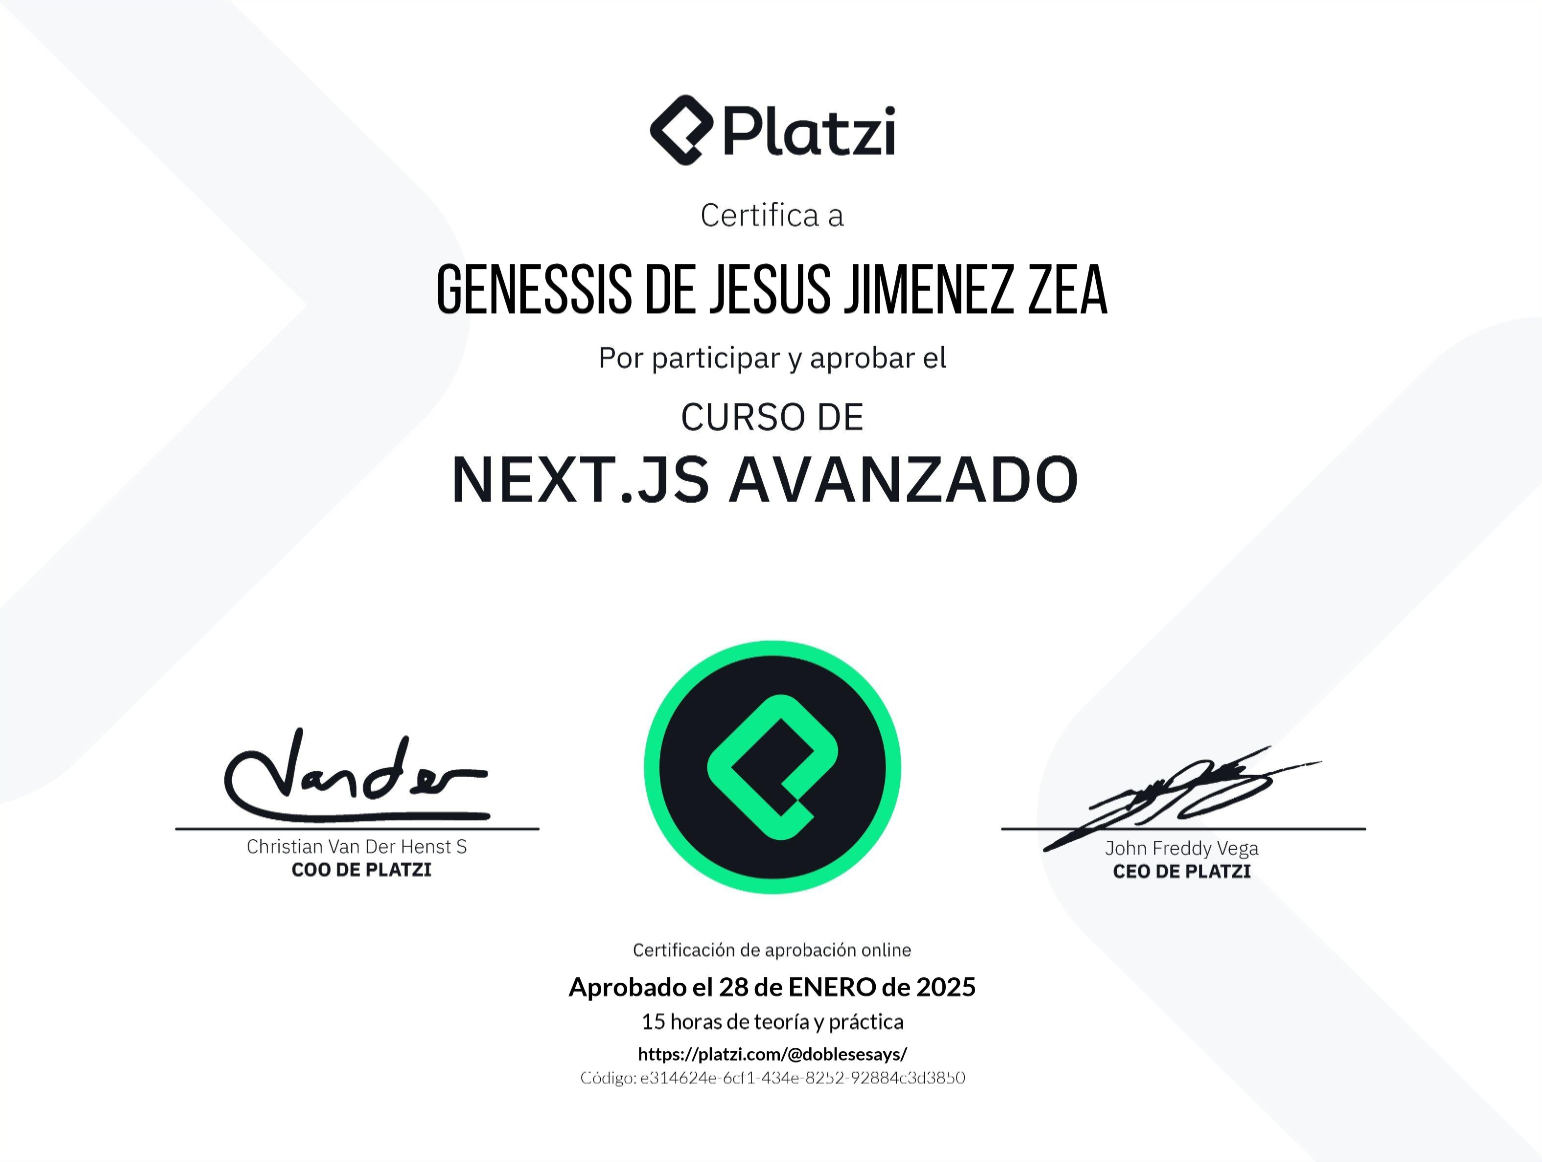 Platzi
Certifica a
GENESSIS DE JESUS JIMENEZ ZEA
Por participar y aprobar el
CURSO DE
NEXT.JS AVANZADO
Vander
Christian Van Der Henst S
COO DE PLATZI
John Freddy Vega
CEO DE PLATZI
Certificación de aprobación online
Aprobado el 28 de ENERO de 2025
15 horas de teoría y práctica
https://platzi.com/@doblesesays/
Código: e314624e-6cf1-434e-8252-92884c3d3850